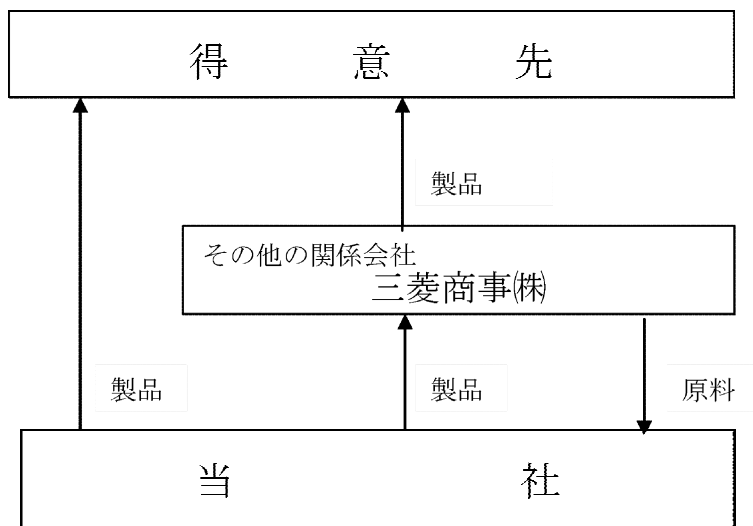 得意先
製品
その他の関係会社
三菱商事㈱
製品
製品
原料
当社